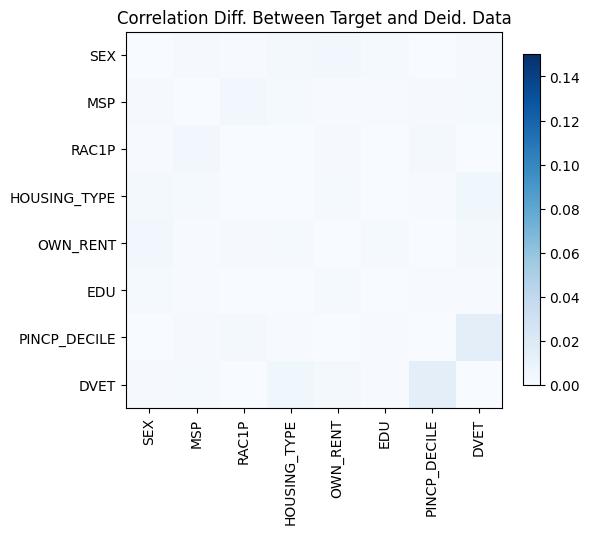 Correlation Diff. Between Target and Deid. Data
SEX
MSP
RAC1P
HOUSING_TYPE
OWN_RENT
EDU
PINCP_DECILE
DVET
SEX
MSP
RAC1P
HOUSING_TYPE
OWN_RENT
EDU
PINCP_DECILE
DVET
0.14
0.12
0.10
0.08
0.06
0.04
0.02
0.00